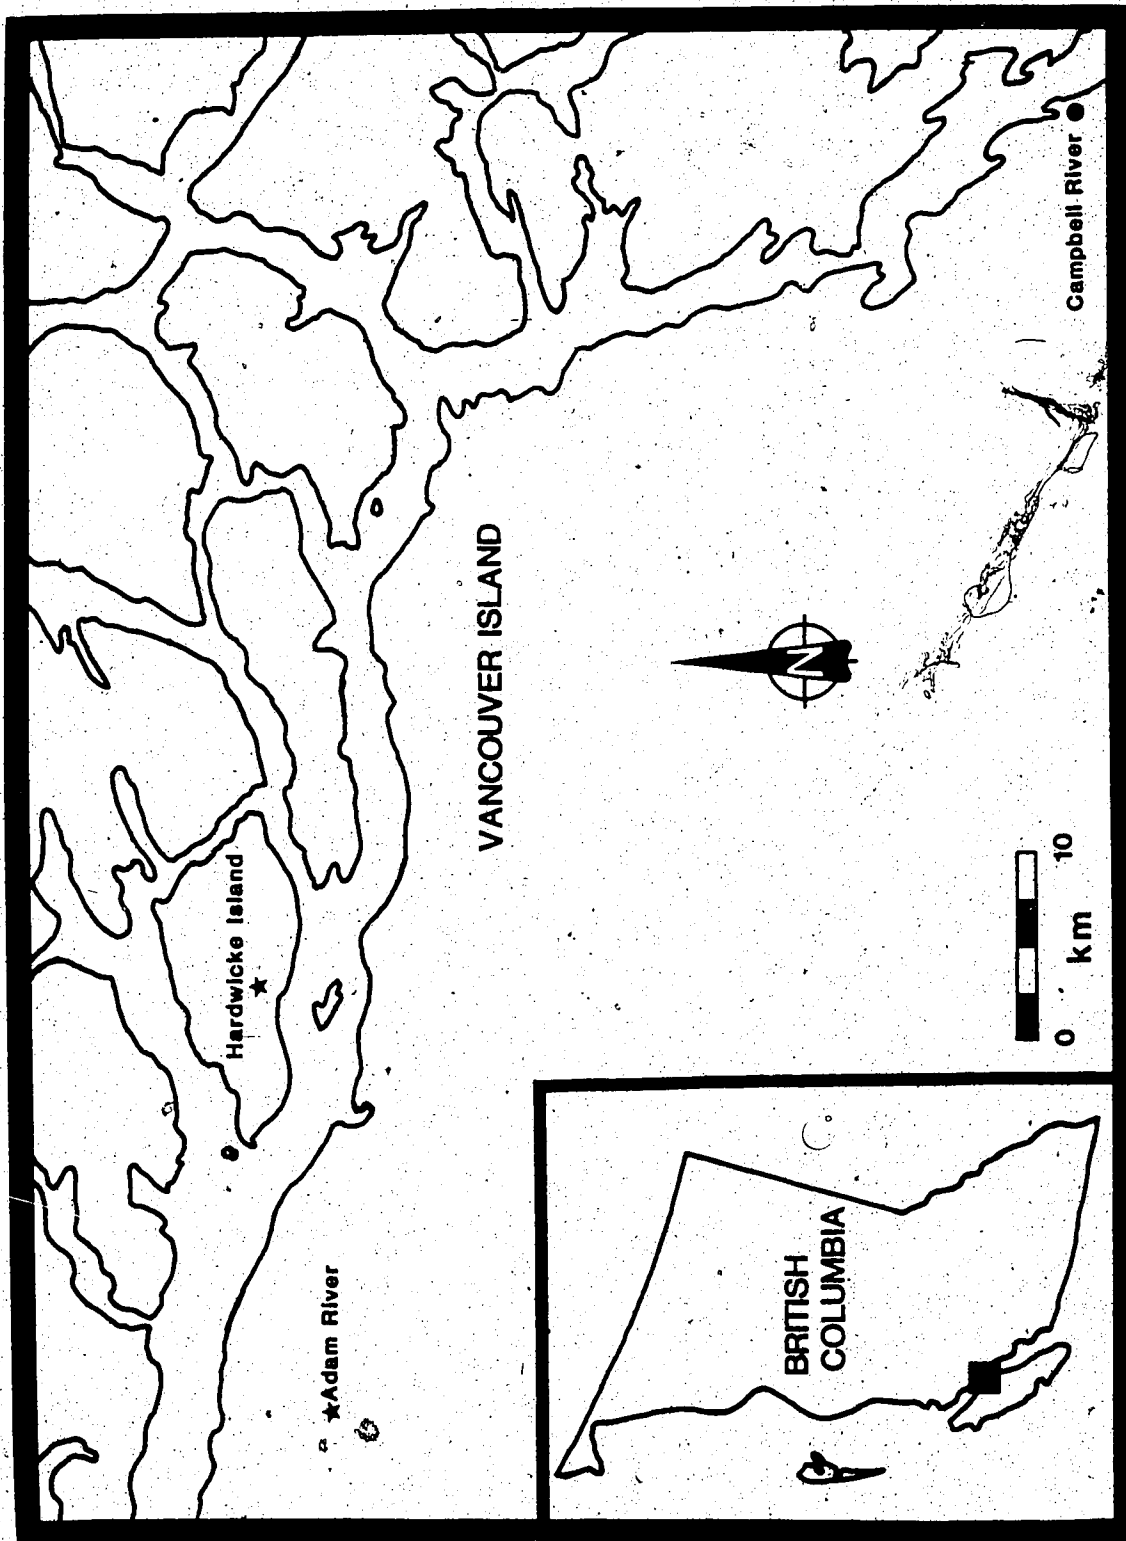 Hardwicke Island
Adam River
VANCOUVER ISLAND
Campbell River
N
0 10
km
BRITISH
COLUMBIA